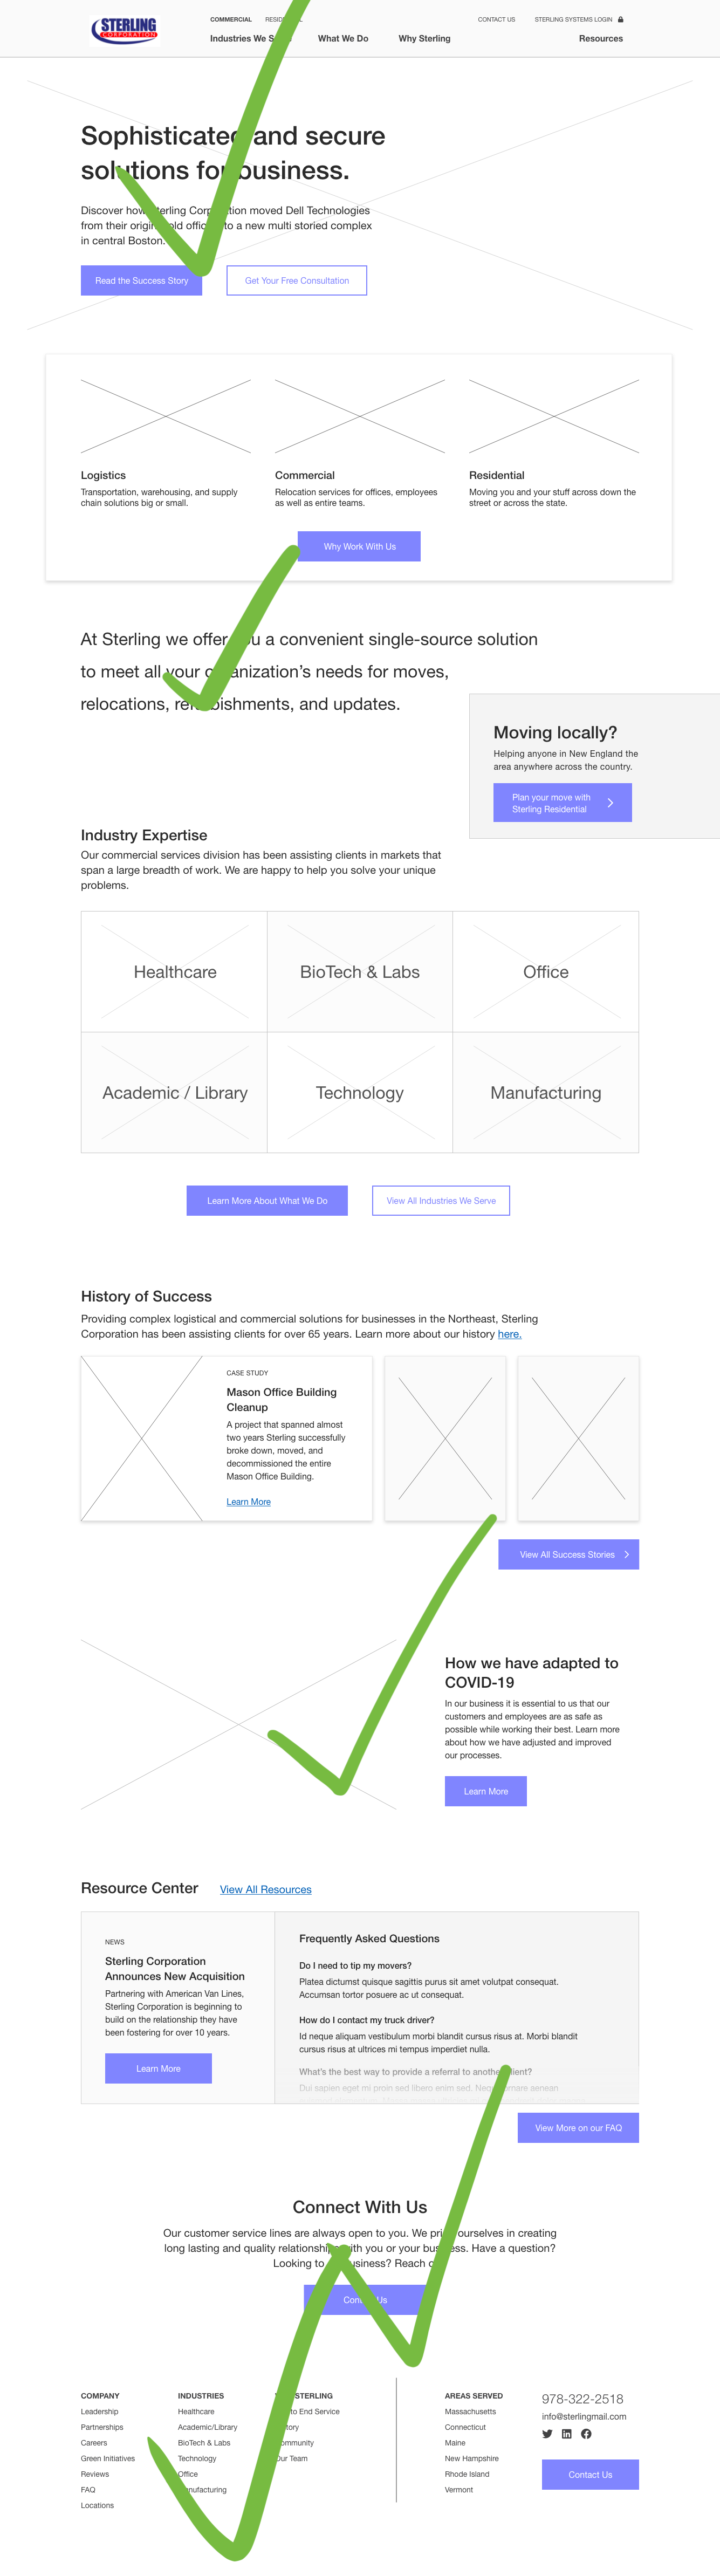 STERLING
CORPORATION
COMMERCIAL
CONTACT US
STERLING SYSTEMS LOGIN
Industries We
What We Do
Why Sterling
Resources
Sophisticated and secure
solutions for business.
Discover how Sterling Corporation moved Dell Technologies
from their original old office to a new multi storied complex
in central Boston.
Read the Success Story
Get Your Free Consultation
Logistics
Transportation, warehousing, and supply
chain solutions big or small.
Commercial
Relocation services for offices, employees
as well as entire teams.
Residential
Moving you and your stuff across down the
street or across the state.
Why Work With Us
At Sterling we offer you a convenient single-source solution
to meet all your organization's needs for moves,
relocations, refurbishments, and updates.
Moving locally?
Helping anyone in New England the
area anywhere across the country.
Plan your move with
Sterling Residential
Industry Expertise
Our commercial services division has been assisting clients in markets that
span a large breadth of work. We are happy to help you solve your unique
problems.
Healthcare
BioTech & Labs
Office
Academic / Library
Technology
Manufacturing
Learn More About What We Do
View All Industries We Serve
History of Success
Providing complex logistical and commercial solutions for businesses in the Northeast, Sterling
Corporation has been assisting clients for over 65 years. Learn more about our history here.
CASE STUDY
Mason Office Building
Cleanup
A project that spanned almost
two years Sterling successfully
broke down, moved, and
decommissioned the entire
Mason Office Building.
Learn More
View All Success Stories
How we have adapted to
COVID-19
In our business it is essential to us that our
customers and employees are as safe as
possible while working their best. Learn more
about how we have adjusted and improved
our processes.
Learn More
Resource Center
View All Resources
NEWS
Sterling Corporation
Announces New Acquisition
Partnering with American Van Lines,
Sterling Corporation is beginning to
build on the relationship they have
been fostering for over 10 years.
Learn More
Frequently Asked Questions
Do I need to tip my movers?
Platea dictumst quisque sagittis purus sit amet volutpat consequat.
Accumsan tortor posuere ac ut consequat.
How do I contact my truck driver?
Id neque aliquam vestibulum morbi blandit cursus risus at. Morbi blandit
cursus risus at ultrices mi tempus imperdiet nulla.
What's the best way to provide a referral to another client?
Dui sapien eget mi proin sed libero enim sed. Neque ornare aenean
View More on our FAQ
Connect With Us
Our customer service lines are always open to you. We pride ourselves in creating
long lasting and quality relationships with you or your business. Have a question?
Looking to business? Reach
Contact Us
COMPANY
Leadership
Partnerships
Careers
Green Initiatives
Reviews
FAQ
Locations
INDUSTRIES
Healthcare
Academic/Library
BioTech & Labs
Technology
Office
Manufacturing
STERLING
to End Service
Community
Our Team
AREAS SERVED
Massachusetts
Connecticut
Maine
New Hampshire
Rhode Island
Vermont
978-322-2518
info@sterlingmail.com
Contact Us